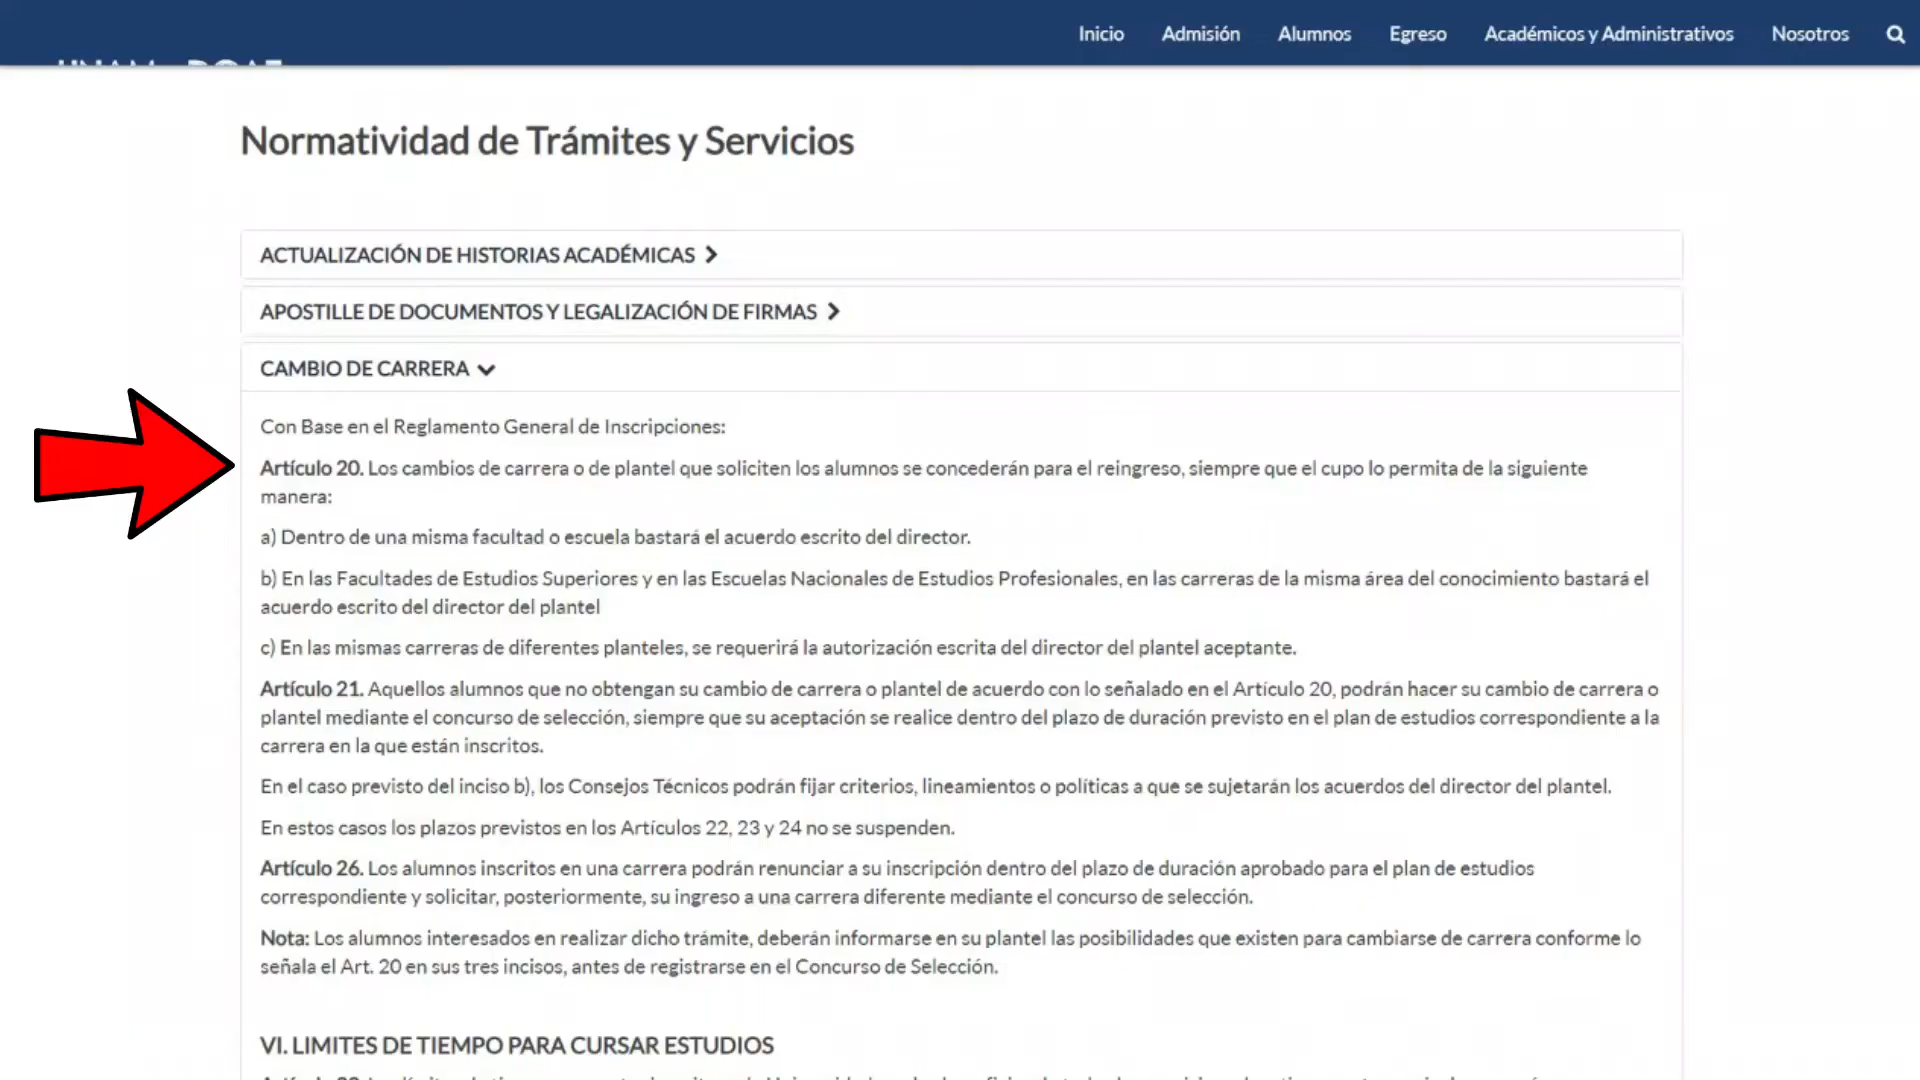 Inicio Admisión Alumnos Egreso Académicos y Administrativos Nosotros
Normatividad de Trámites y Servicios
ACTUALIZACIÓN DE HISTORIAS ACADÉMICAS
APOSTILLE DE DOCUMENTOS Y LEGALIZACIÓN DE FIRMAS
CAMBIO DE CARRERA
Con Base en el Reglamento General de Inscripciones:
Artículo 20. Los cambios de carrera o de plantel que soliciten los alumnos se concederán para el reingreso, siempre que el cupo lo permita de la siguiente
manera:
a) Dentro de una misma facultad o escuela bastará el acuerdo escrito del director.
b) En las Facultades de Estudios Superiores y en las Escuelas Nacionales de Estudios Profesionales, en las carreras de la misma área del conocimiento bastará el
acuerdo escrito del director del plantel
c) En las mismas carreras de diferentes planteles, se requerirá la autorización escrita del director del plantel aceptante.
Artículo 21. Aquellos alumnos que no obtengan su cambio de carrera o plantel de acuerdo con lo señalado en el Artículo 20, podrán hacer su cambio de carrera o
plantel mediante el concurso de selección, siempre que su aceptación se realice dentro del plazo de duración previsto en el plan de estudios correspondiente a la
carrera en la que están inscritos.
En el caso previsto del inciso b), los Consejos Técnicos podrán fijar criterios, lineamientos o políticas a que se sujetarán los acuerdos del director del plantel.
En estos casos los plazos previstos en los Artículos 22, 23 y 24 no se suspenden.
Artículo 26. Los alumnos inscritos en una carrera podrán renunciar a su inscripción dentro del plazo de duración aprobado para el plan de estudios
correspondiente y solicitar, posteriormente, su ingreso a una carrera diferente mediante el concurso de selección.
Nota: Los alumnos interesados en realizar dicho trámite, deberán informarse en su plantel las posibilidades que existen para cambiarse de carrera conforme lo
señala el Art. 20 en sus tres incisos, antes de registrarse en el Concurso de Selección.
VI. LIMITES DE TIEMPO PARA CURSAR ESTUDIOS